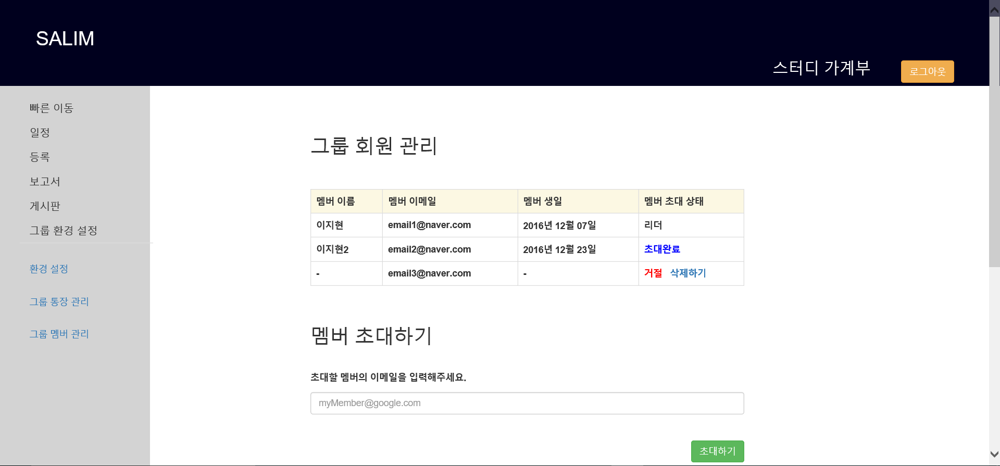 SALIM
스터디 가계부
로그아웃
빠른 이동
일정
등록
보고서
게시판
그룹 환경 설정
환경 설정
그룹 통장 관리
그룹 멤버 관리
그룹 회원 관리
멤버 이름 멤버 이메일 멤버 생일 멤버 초대 상태
이지현 email1@naver.com 2016년 12월 07일 리더
이지현2 email2@naver.com 2016년 12월 23일 초대완료
- email3@naver.com - 거절 삭제하기
멤버 초대하기
초대할 멤버의 이메일을 입력해주세요.
myMember@google.com
초대하기